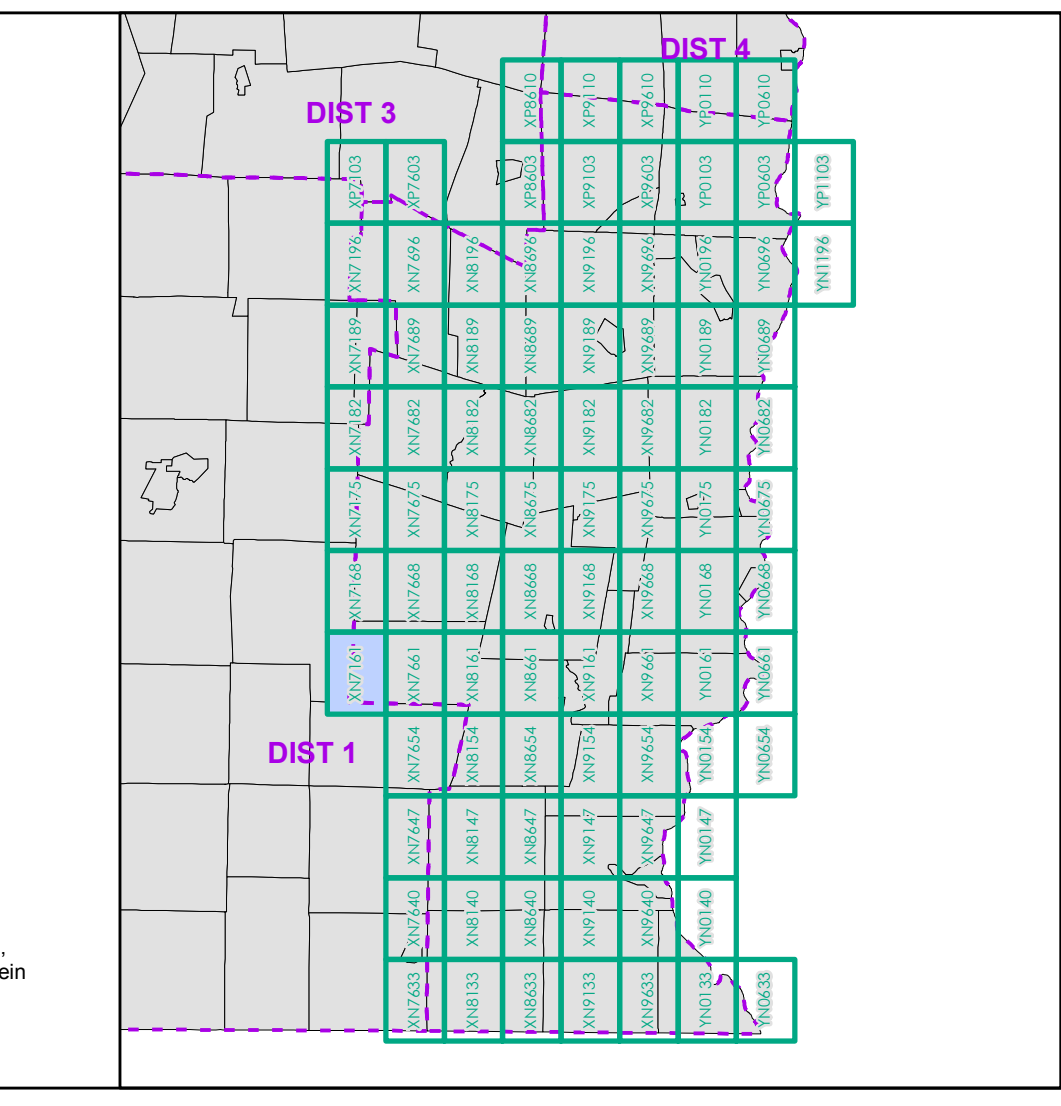 DIST 4
DIST 3
XP8610 XP9110 XP9610 YP0110 YP0610
XP7103 XP7603 XP8603 XP9103 XP9603 YP0103 YP0603 YP1103
XN7196 XN7696 XN8196 XN8696 XN9196 XN9696 YN0196 YN0696 YN1196
XN7189 XN7689 XN8189 XN8689 XN9189 XN9689 YN0189 YN0689
XN7182 XN7682 XN8182 XN8682 XN9182 XN9682 YN0182 YN0682
XN7175 XN7675 XN8175 XN8675 XN9175 XN9675 YN0175 YN0675
XN7168 XN7668 XN8168 XN8668 XN9168 XN9668 YN0168 YN0668
XN7161 XN7661 XN8161 XN8661 XN9161 XN9661 YN0161 YN0661
DIST 1
XN7654 XN8154 XN8654 XN9154 XN9654 YN0154 YN0654
XN7647 XN8147 XN8647 XN9147 XN9647 YN0147
XN7640 XN8140 XN8640 XN9140 XN9640 YN0140
,
ein
XN7633 XN8133 XN8633 XN9133 XN9633 YN0133 YN0633